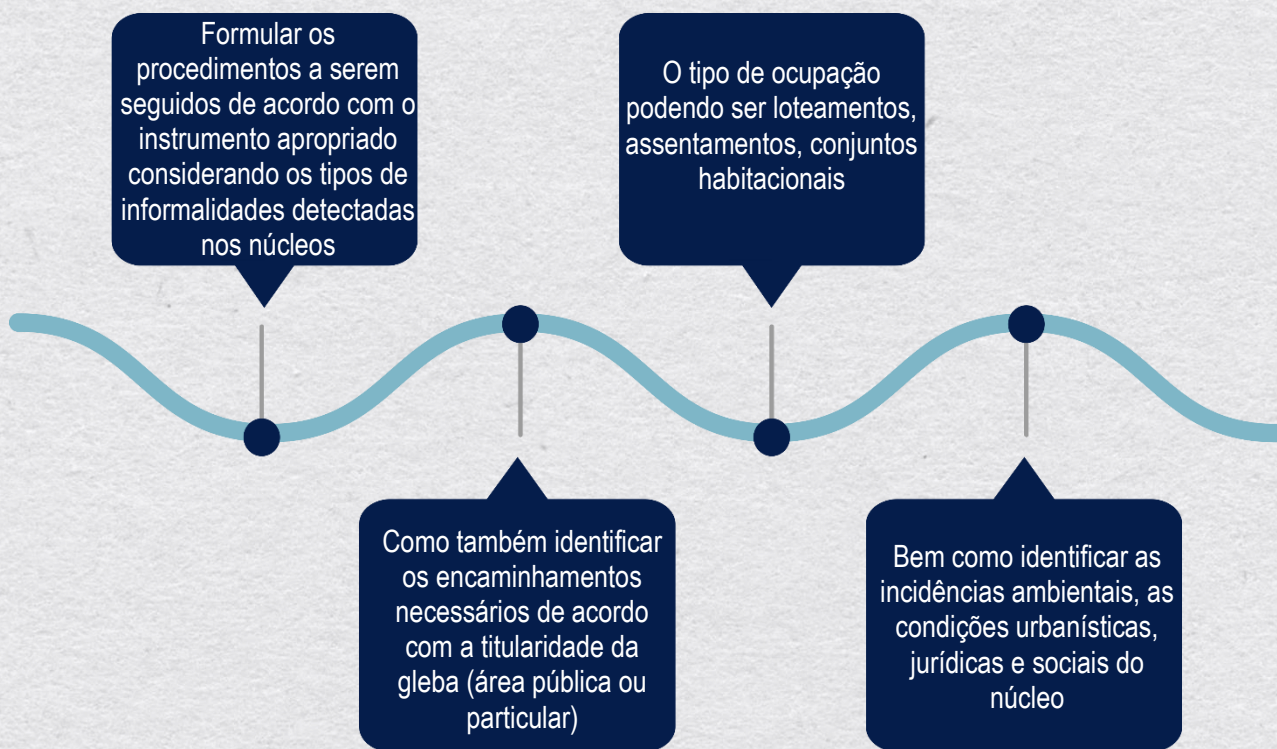 Formular os
procedimentos a serem
seguidos de acordo com o
instrumento apropriado
considerando os tipos de
informalidades detectadas
nos núcleos
Como também identificar
os encaminhamentos
necessários de acordo
com a titularidade da
gleba (área pública ou
particular)
O tipo de ocupação
podendo ser loteamentos,
assentamentos, conjuntos
habitacionais
Bem como identificar as
incidências ambientais, as
condições urbanísticas,
jurídicas e sociais do
núcleo